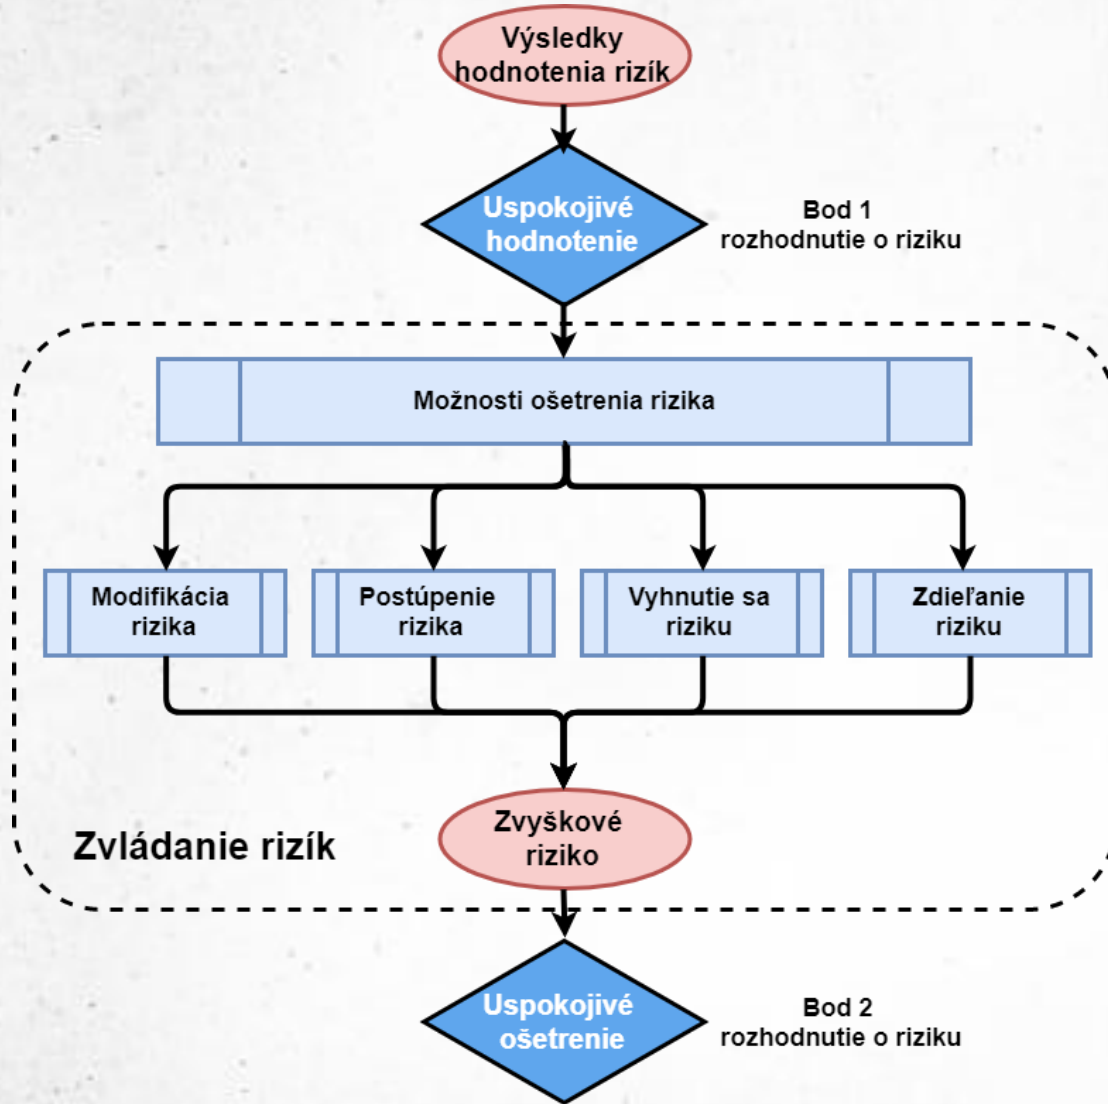 Výsledky
hodnotenia rizík
Uspokojivé
hodnotenie
Bod 1
rozhodnutie o riziku
Možnosti ošetrenia rizika
Modifikácia
rizika
Postúpenie
rizika
Vyhnutie sa
riziku
Zdieľanie
riziku
Zvyškové
riziko
Zvládanie rizík
Uspokojivé
ošetrenie
Bod 2
rozhodnutie o riziku